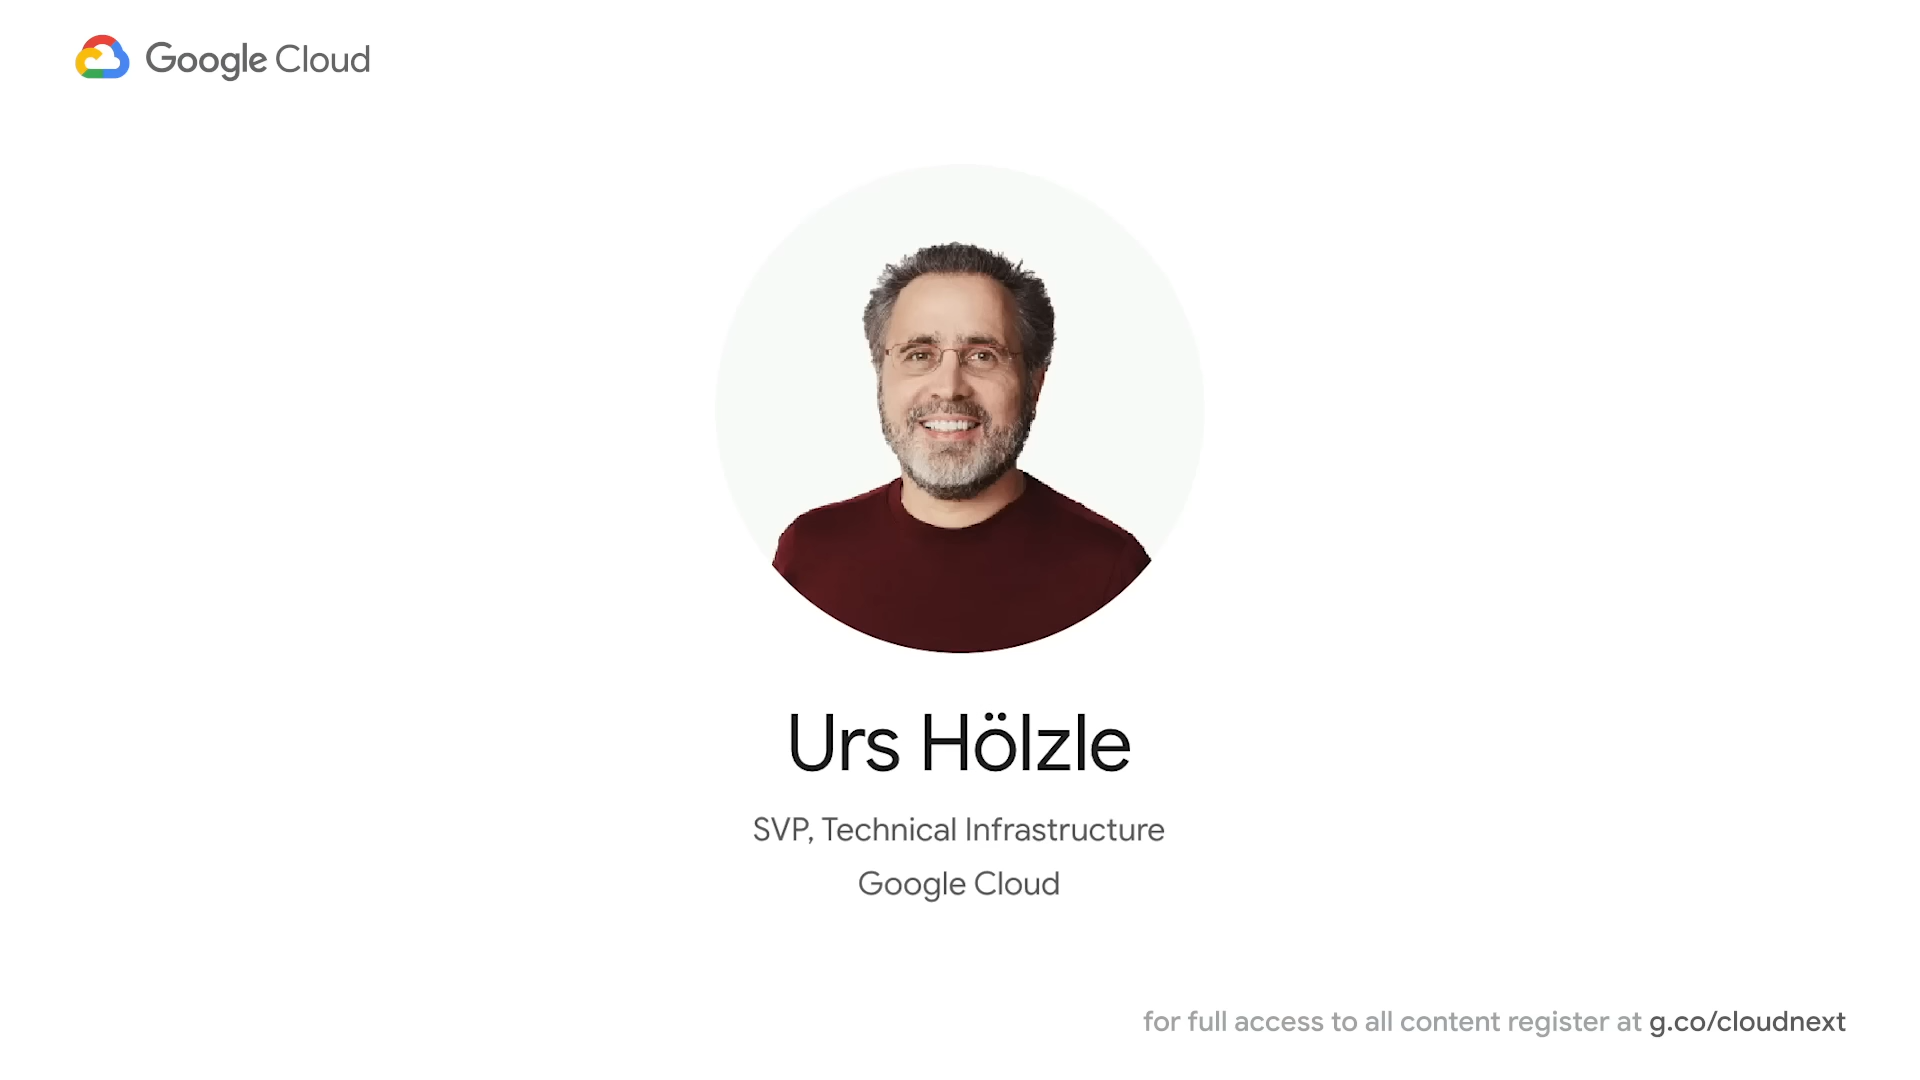 Google Cloud
Urs Hölzle
SVP, Technical Infrastructure
Google Cloud
for full access to all content register at g.co/cloudnext